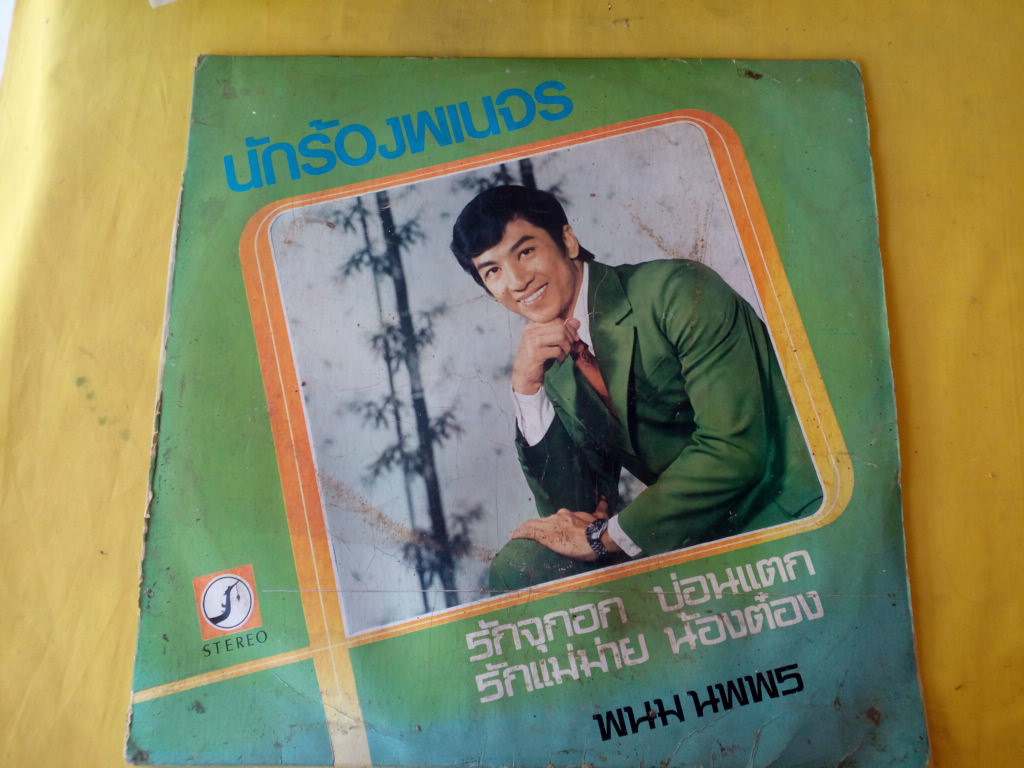 นักร้องพเนจร
STEREO
รักจุกอก บ่อนแตก
รักแม่ม่าย น้องต๋อง
พนม นพพร